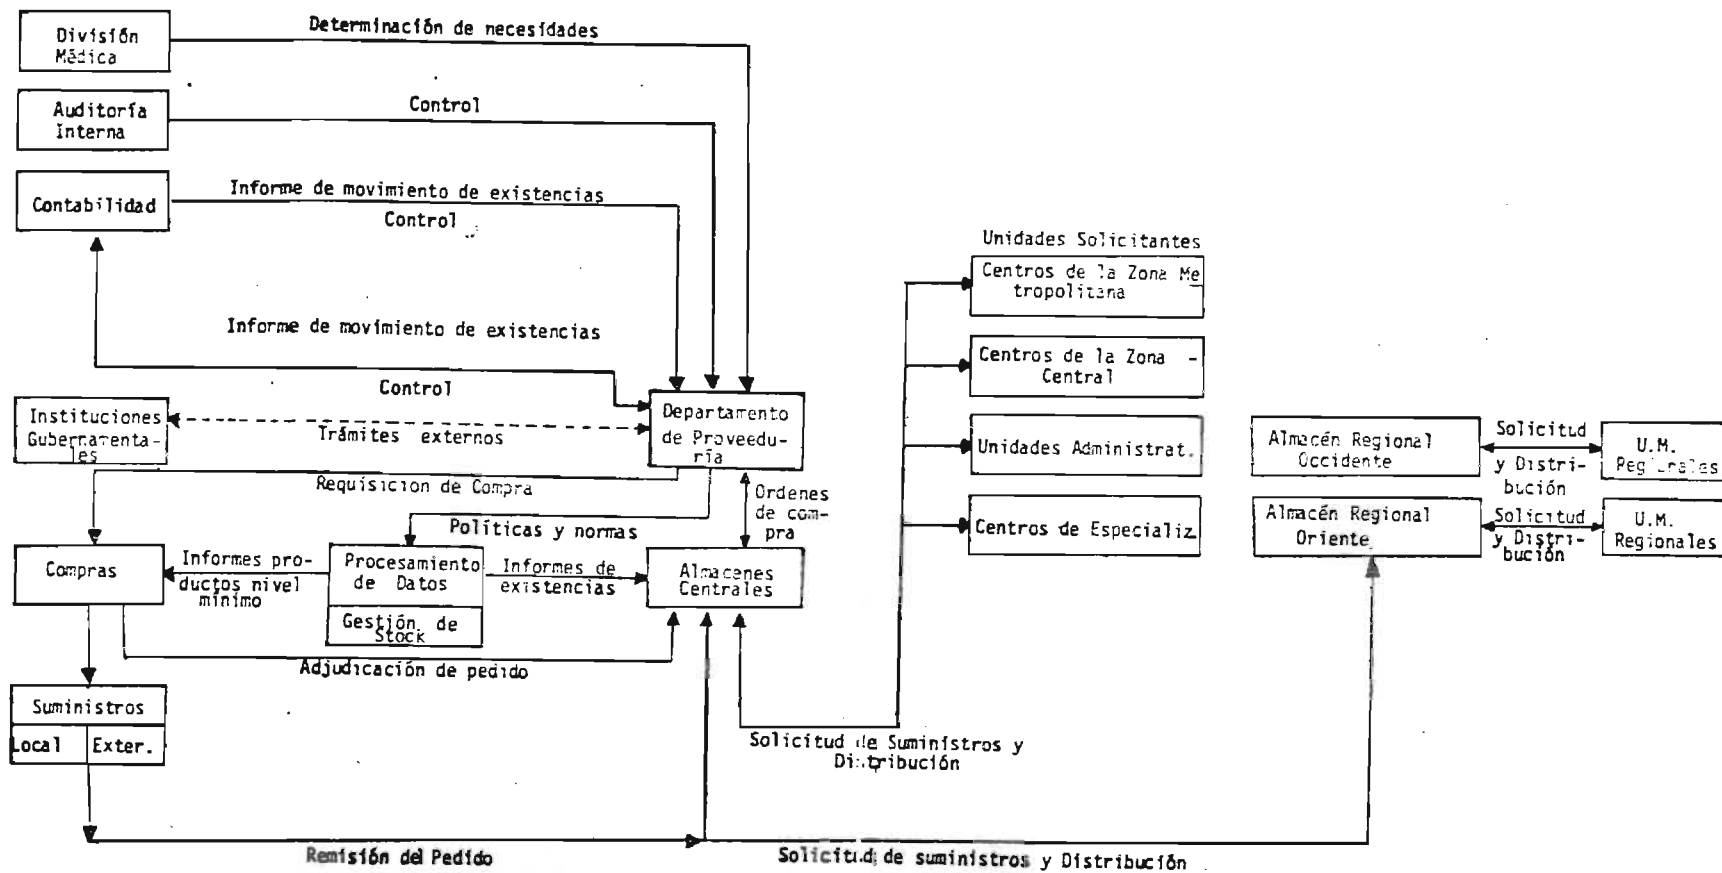 División
Médica
Determinación de necesidades
Auditoría
Interna
Control
Contabilidad
Informe de movimiento de existencias
Control
Informe de movimiento de existencias
Control
Instituciones
Gubernamenta-
les
Trámites externos
Departamento
de Proveedu-
ría
Requisicion de Compra
Políticas y normas
Ordenes
de com-
pra
Compras
Informes pro-
ductos nivel
mínimo
Procesamiento
de Datos
Gestión de
Stock
Informes de
existencias
Almacenes
Centrales
Adjudicación de pedido
Suministros
Local
Exter.
Remisión del Pedido
Unidades Solicitantes
Centros de la Zona Me
tropolitana
Centros de la Zona -
Central
Unidades Administrat.
Centros de Especializ
Solicitud de Suministros y
Distribución
Solicitud de suministros y Distribución
Almacén Regional
Occidente
Solicitud
y Distri-
bución
U.M.
Regionales
Almacén Regional
Oriente
Solicitud
y Distri-
bución
U.M.
Regionales